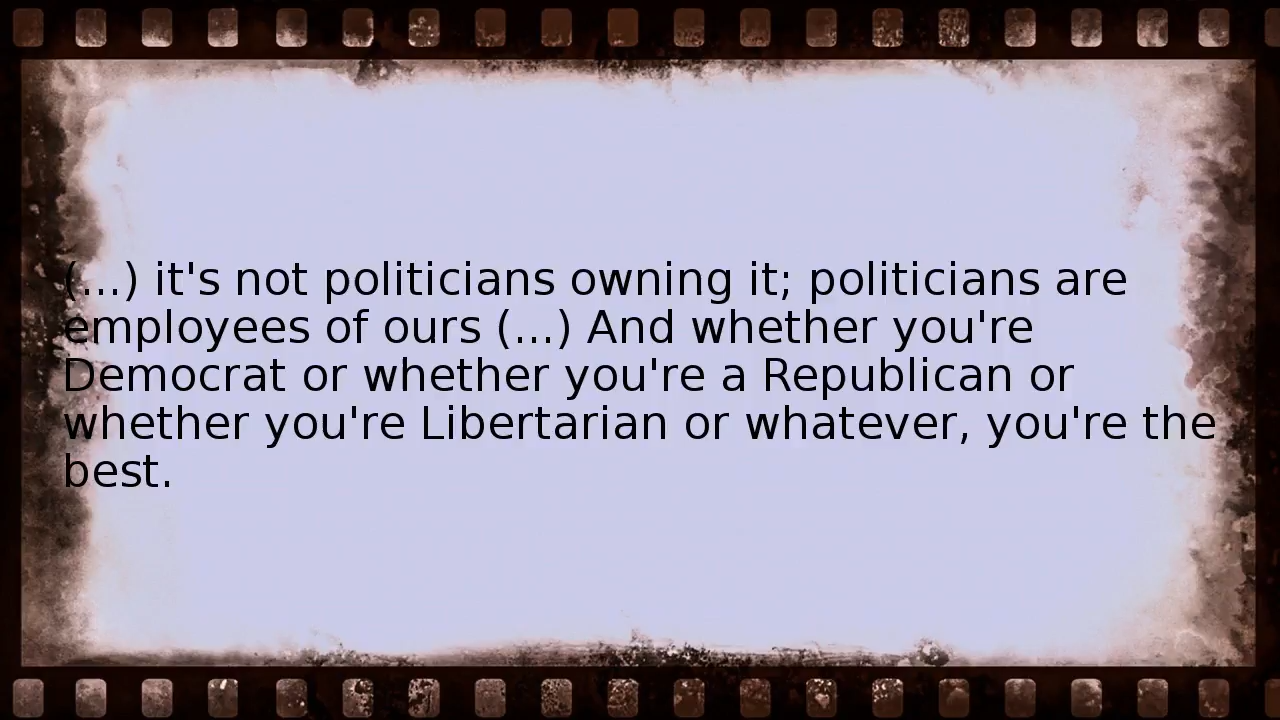 (...) it's not politicians owning it; politicians are
employees of ours (...) And whether you're
Democrat or whether you're a Republican or
whether you're Libertarian or whatever, you're the
best.